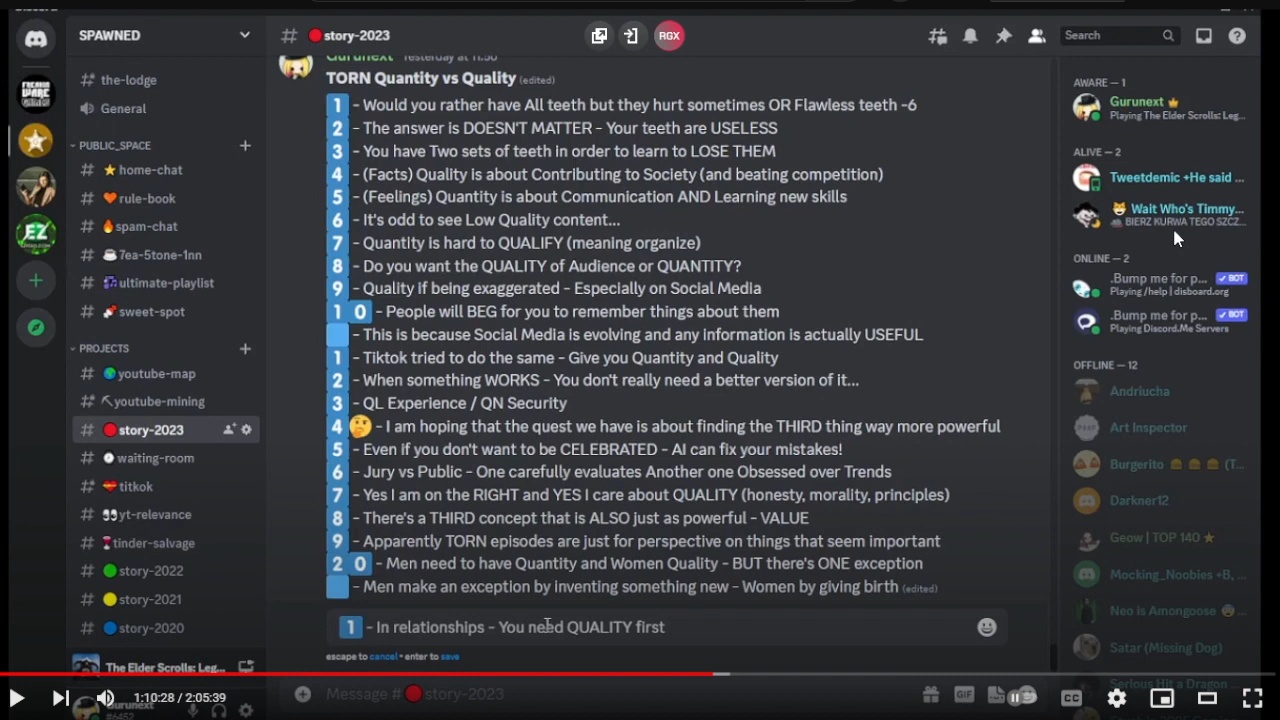 SPAWNED
the-lodge
General
PUBLIC_SPACE
home-chat
rule-book
spam-chat
7ea-5tone-1nn
ultimate-playlist
sweet-spot
PROJECTS
youtube-map
youtube-mining
story-2023
waiting-room
titkok
yt-relevance
tinder-salvage
story-2022
story-2021
story-2020
The Elder Scrolls: Leg...
Gurunext
#6452
FREAKIN WARE GAMES
EZ
# story-2023
RGX
Search
Gurunext Yesterday at 11:50
TORN Quantity vs Quality (edited)
1 - Would you rather have All teeth but they hurt sometimes OR Flawless teeth -6
2 - The answer is DOESN'T MATTER - Your teeth are USELESS
3 - You have Two sets of teeth in order to learn to LOSE THEM
4 - (Facts) Quality is about Contributing to Society (and beating competition)
5 - (Feelings) Quantity is about Communication AND Learning new skills
6 - It's odd to see Low Quality content...
7 - Quantity is hard to QUALIFY (meaning organize)
8 - Do you want the QUALITY of Audience or QUANTITY?
9 - Quality if being exaggerated - Especially on Social Media
1 0 - People will BEG for you to remember things about them
- This is because Social Media is evolving and any information is actually USEFUL
1 - Tiktok tried to do the same - Give you Quantity and Quality
2 - When something WORKS - You don't really need a better version of it...
3 - QL Experience / QN Security
4 🤔 - I am hoping that the quest we have is about finding the THIRD thing way more powerful
5 - Even if you don't want to be CELEBRATED - AI can fix your mistakes!
6 - Jury vs Public - One carefully evaluates Another one Obsessed over Trends
7 - Yes I am on the RIGHT and YES I care about QUALITY (honesty, morality, principles)
8 - There's a THIRD concept that is ALSO just as powerful - VALUE
9 - Apparently TORN episodes are just for perspective on things that seem important
2 0 - Men need to have Quantity and Women Quality - BUT there's ONE exception
- Men make an exception by inventing something new - Women by giving birth (edited)
1 - In relationships - You need QUALITY first
escape to cancel • enter to save
Message # story-2023
GIF
AWARE — 1
Gurunext
Playing The Elder Scrolls: Leg...
ALIVE — 2
Tweetdemic +He said ...
Wait Who's Timmy...
BIERZ KURWA TEGO SZCZ...
ONLINE — 2
.Bump me for p... ✓ BOT
Playing /help | disboard.org
.Bump me for p... ✓ BOT
Playing Discord.Me Servers
OFFLINE — 12
Andriucha
Art Inspector
Burgerito (T...
Darkner12
Geow | TOP 140
Mocking_Noobies +B, ...
Neo is Amongoose ...
Satar (Missing Dog)
Serious Hit a Dragon
1:10:28 / 2:05:39
CC